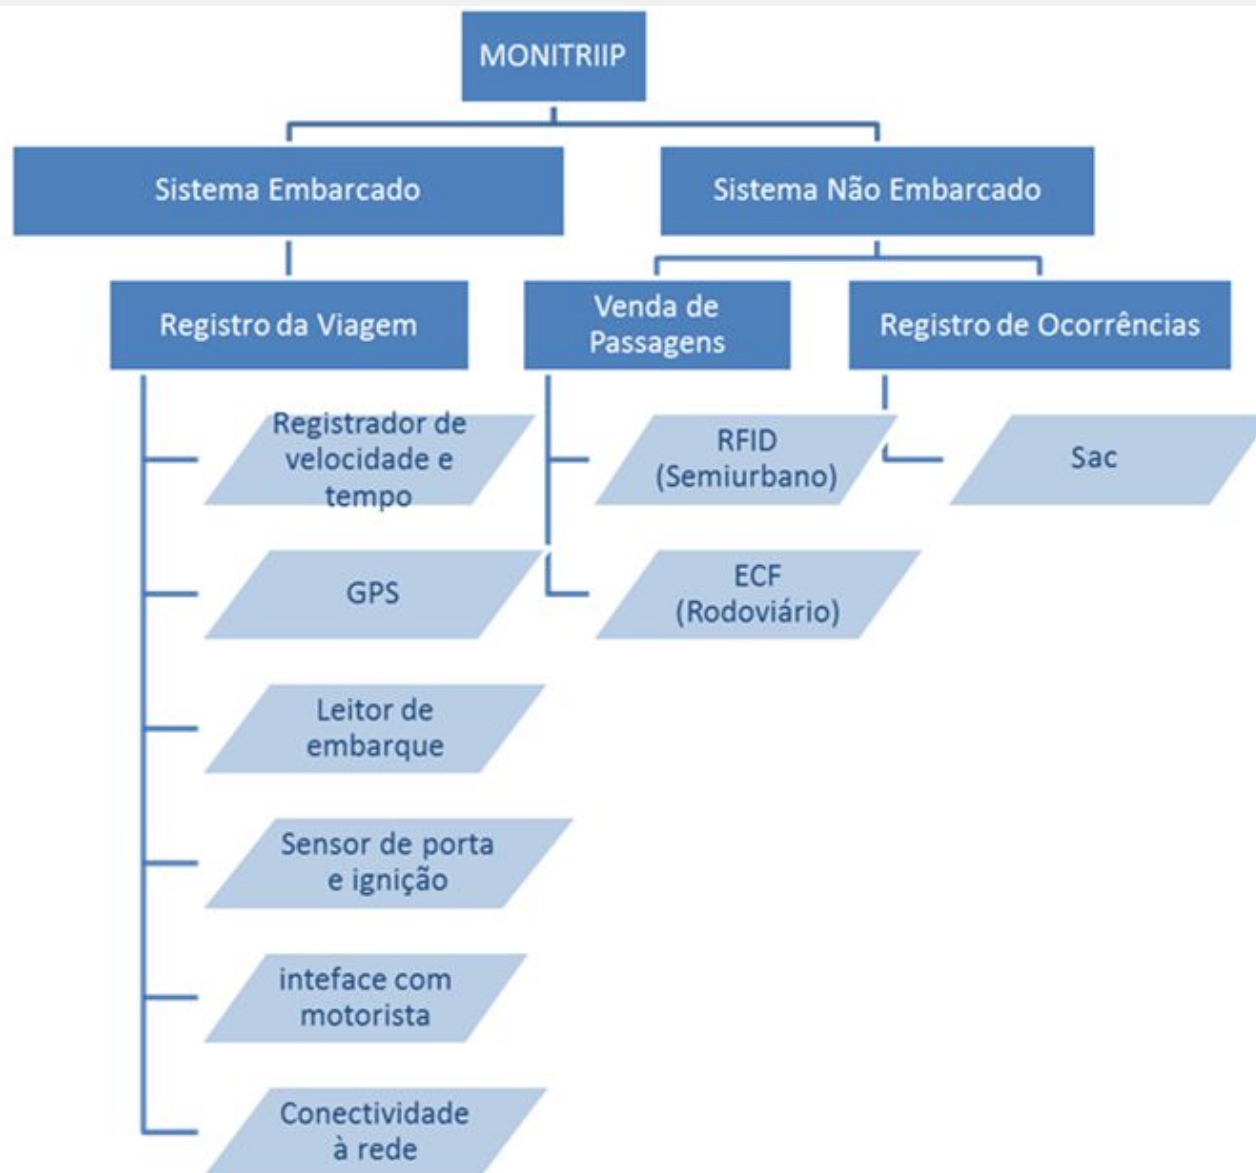 MONITRIIP
Sistema Embarcado
Sistema Não Embarcado
Registro da Viagem
Venda de
Passagens
Registro de Ocorrências
Registrador de
velocidade e
tempo
RFID
(Semiurbano)
Sac
GPS
ECF
(Rodoviário)
Leitor de
embarque
Sensor de porta
e ignição
inteface com
motorista
Conectividade
à rede